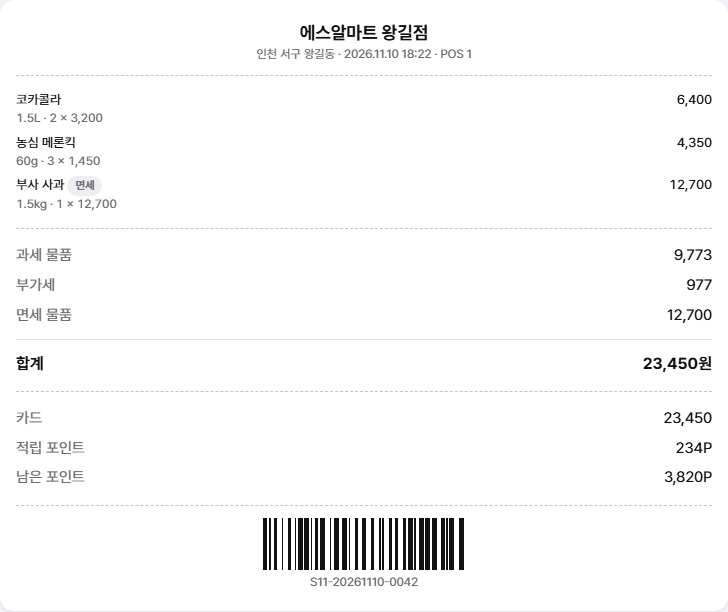 에스알마트 왕길점
인천 서구 왕길동 · 2026.11.10 18:22 · POS 1
코카콜라 6,400
1.5L · 2 × 3,200
농심 메론킥 4,350
60g · 3 × 1,450
부사 사과 면세 12,700
1.5kg · 1 × 12,700
과세 물품 9,773
부가세 977
면세 물품 12,700
합계 23,450원
카드 23,450
적립 포인트 234P
남은 포인트 3,820P
S11-20261110-0042